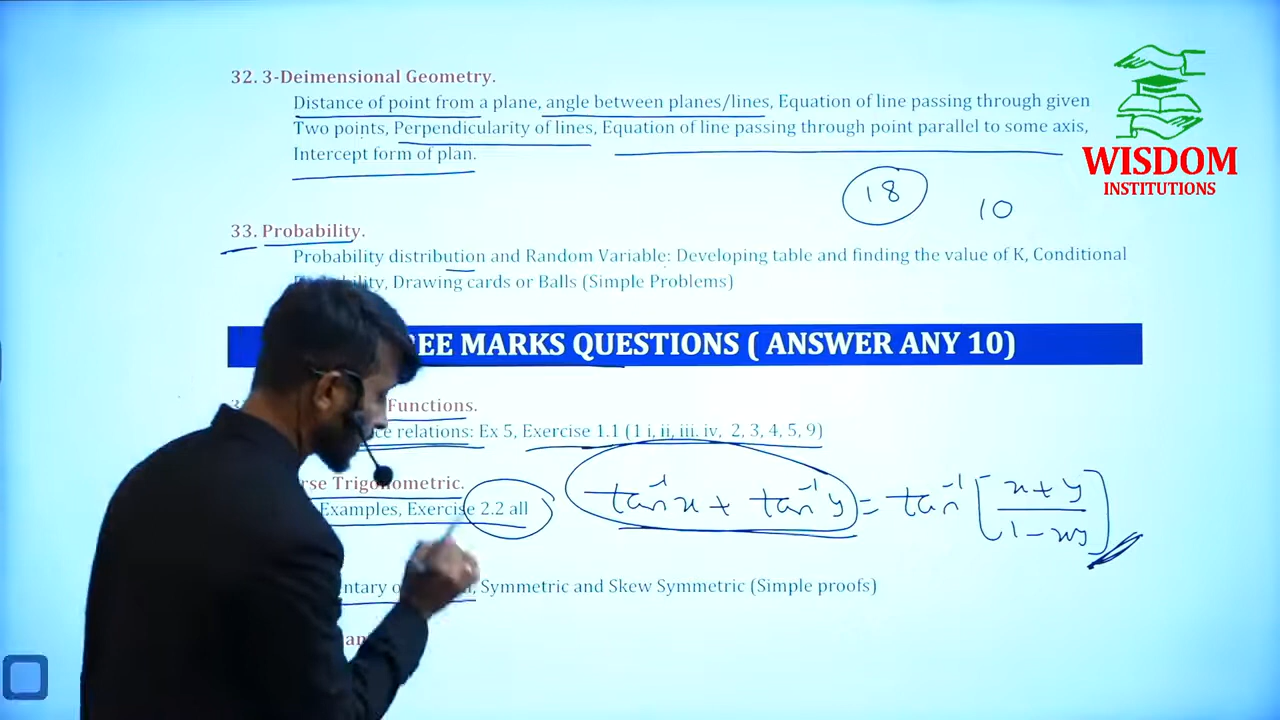 32. 3-Deimensional Geometry.
Distance of point from a plane, angle between planes/lines, Equation of line passing through given
Two points, Perpendicularity of lines, Equation of line passing through point parallel to some axis,
Intercept form of plan.
WISDOM
INSTITUTIONS
18 10
33. Probability.
Probability distribution and Random Variable: Developing table and finding the value of K, Conditional
Drawing cards or Balls (Simple Problems)
MARKS QUESTIONS ( ANSWER ANY 10)
Functions.
relations: Ex 5, Exercise 1.1 (1 i, ii, iii. iv, 2, 3, 4, 5, 9)
Trigonometric.
Examples, Exercise 2.2 all
tan⁻¹x + tan⁻¹y = tan⁻¹ [x+y / 1-xy]
Symmetric and Skew Symmetric (Simple proofs)